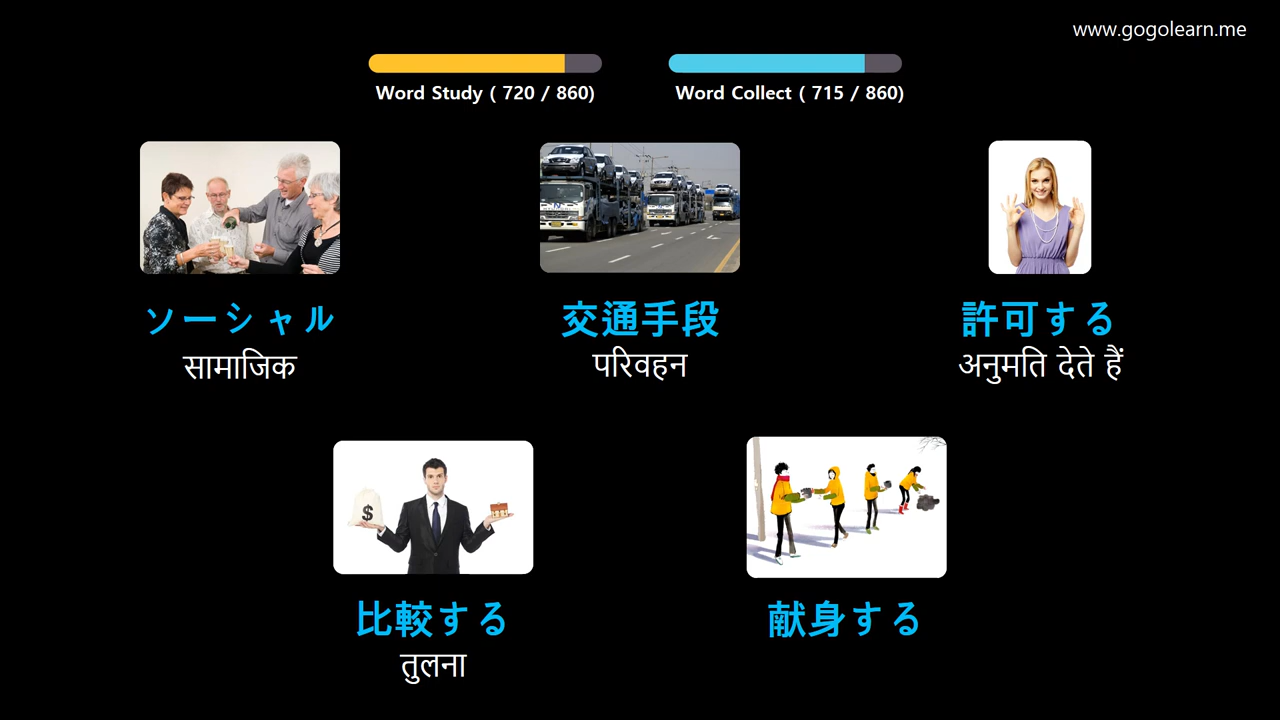 www.gogolearn.me
Word Study ( 720 / 860)
Word Collect ( 715 / 860)
ソーシャル
सामाजिक
交通手段
परिवहन
許可する
अनुमति देते हैं
比較する
तुलना
献身する